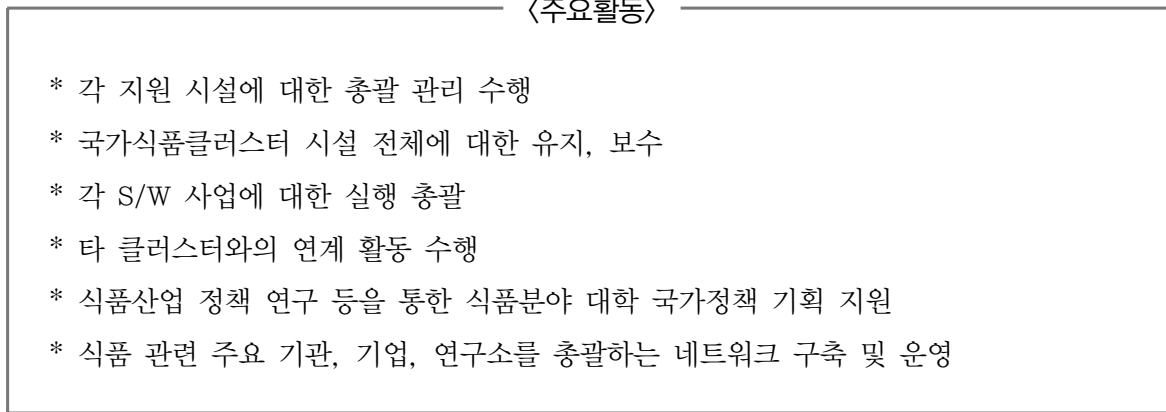 〈주요활동〉
* 각 지원 시설에 대한 총괄 관리 수행
* 국가식품클러스터 시설 전체에 대한 유지, 보수
* 각 S/W 사업에 대한 실행 총괄
* 타 클러스터와의 연계 활동 수행
* 식품산업 정책 연구 등을 통한 식품분야 대학 국가정책 기획 지원
* 식품 관련 주요 기관, 기업, 연구소를 총괄하는 네트워크 구축 및 운영